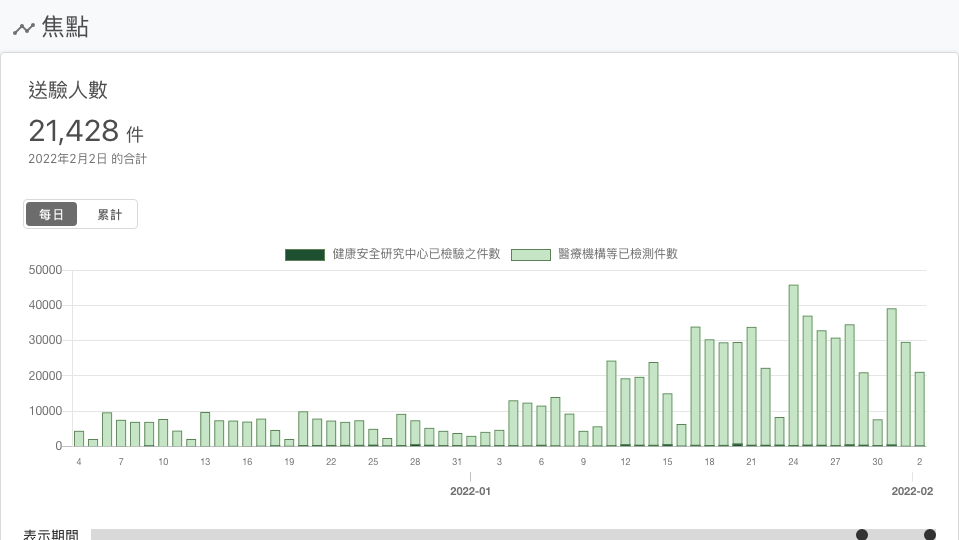 焦點
送驗人數
21,428 件
2022年2月2日 的合計
每日 累計
健康安全研究中心已檢驗之件數 醫療機構等已檢測件數
50000
40000
30000
20000
10000
0
4 7 10 13 16 19 22 25 28 31 3 6 9 12 15 18 21 24 27 30 2
2022-01 2022-02
表示期間